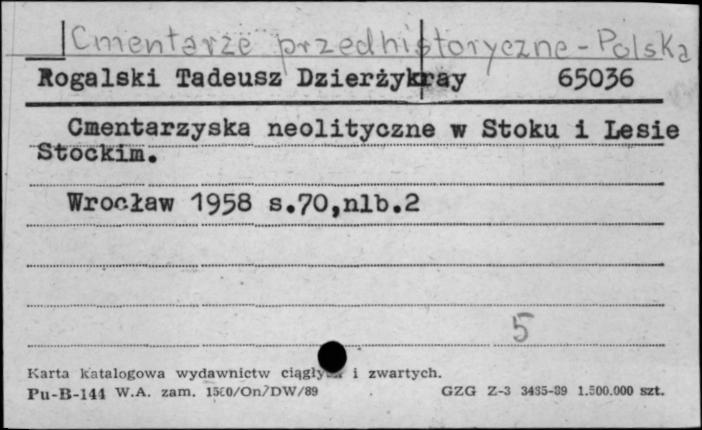 Cmentarze przedhistoryczne - Polska
Rogalski Tadeusz Dzierżykray 65036
Cmentarzyska neolityczne w Stoku i Lesie
Stockim.
Wrocław 1958 s.70,nlb.2
5
Karta katalogowa wydawnictw ciągłych i zwartych.
Pu-B-144 W.A. zam. 1500/On/DW/89 GZG Z-3 3485-89 1.500.000 szt.